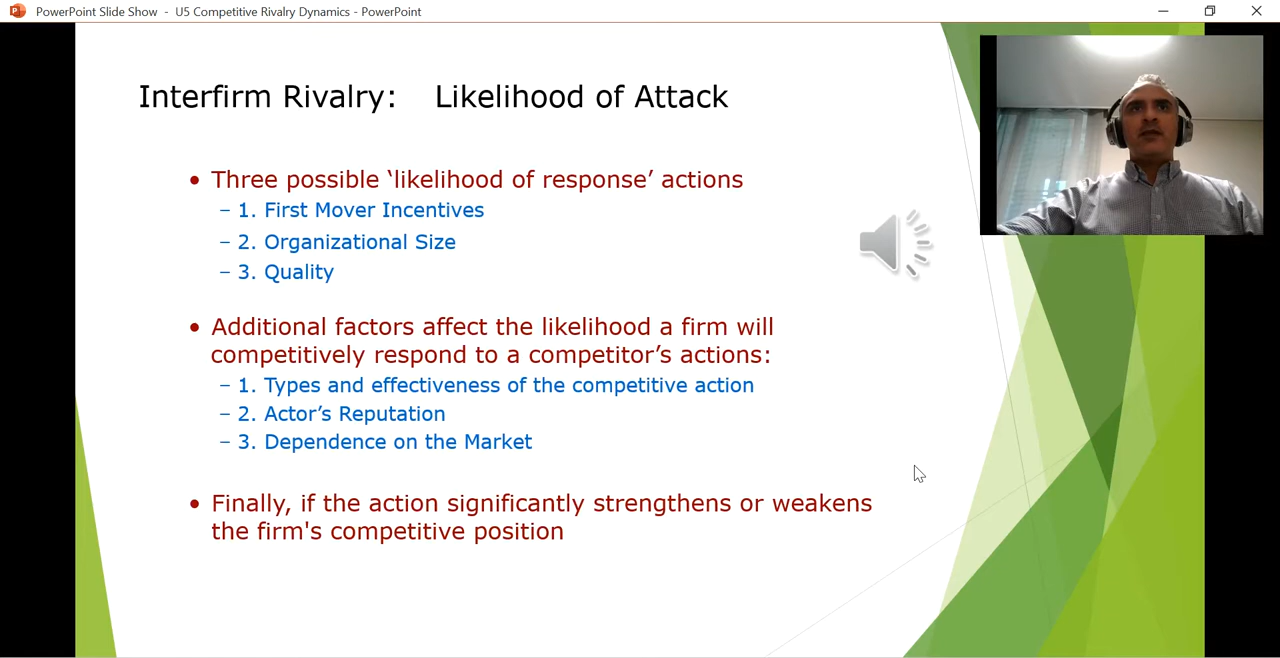 PowerPoint Slide Show - U5 Competitive Rivalry Dynamics - PowerPoint
Interfirm Rivalry: Likelihood of Attack
• Three possible ‘likelihood of response’ actions
– 1. First Mover Incentives
– 2. Organizational Size
– 3. Quality
• Additional factors affect the likelihood a firm will
competitively respond to a competitor’s actions:
– 1. Types and effectiveness of the competitive action
– 2. Actor’s Reputation
– 3. Dependence on the Market
• Finally, if the action significantly strengthens or weakens
the firm's competitive position